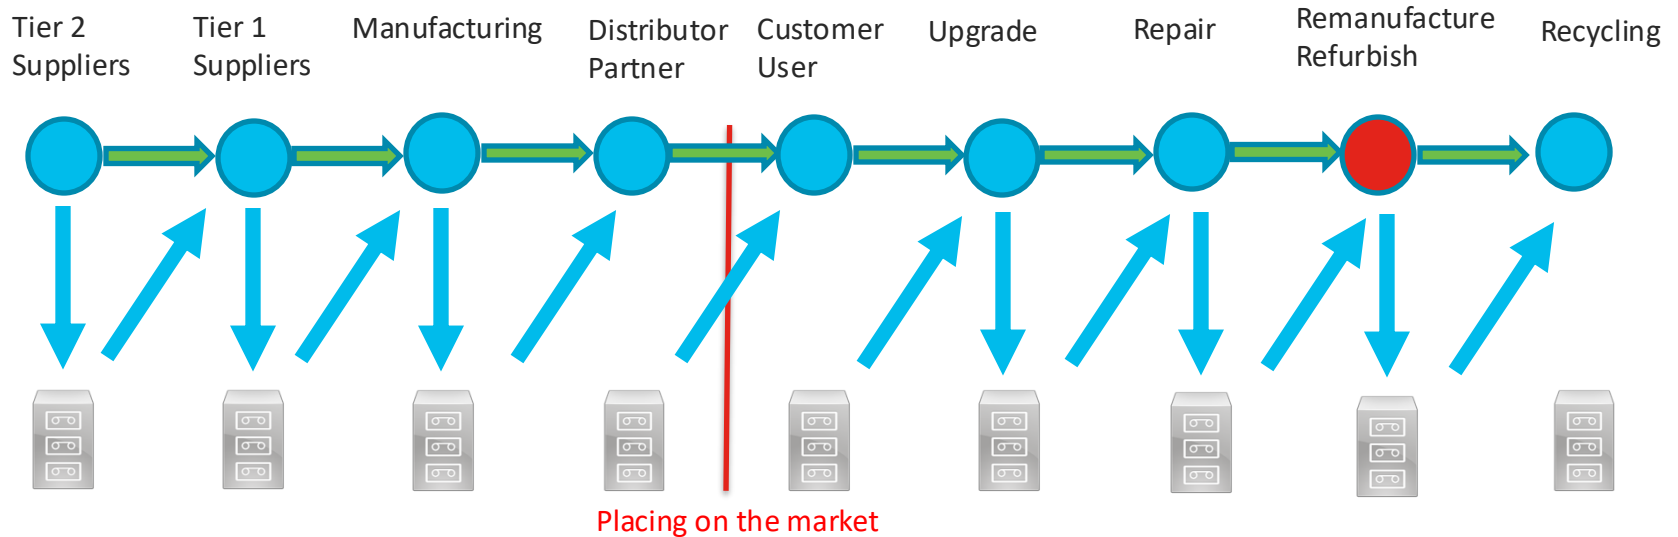 Tier 2
Suppliers
Tier 1
Suppliers
Manufacturing
Distributor
Partner
Customer
User
Upgrade
Repair
Remanufacture
Refurbish
Recycling
Placing on the market